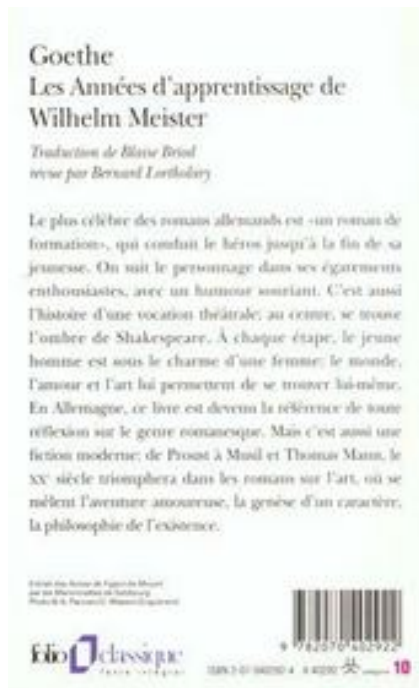 Goethe
Les Années d'apprentissage de
Wilhelm Meister
Traduction de Blaise Briod
revue par Bernard Lortholary
Le plus célèbre des romans allemands est «un roman de
formation», qui conduit le héros jusqu'à la fin de sa
jeunesse. On suit le personnage dans ses égarements
enthousiastes, avec un humour souriant. C'est aussi
l'histoire d'une vocation théâtrale; au centre, se trouve
l'ombre de Shakespeare. À chaque étape, le jeune
homme est sous le charme d'une femme; le monde,
l'amour et l'art lui permettent de se trouver lui-même.
En Allemagne, ce livre est devenu la référence de toute
réflexion sur le genre romanesque. Mais c'est aussi une
fiction moderne: de Proust à Musil et Thomas Mann, le
XXe siècle triomphera dans les romans sur l'art, où se
mêlent l'aventure amoureuse, la genèse d'un caractère,
la philosophie de l'existence.
9 782070 402922
folio classique
texte intégral
10